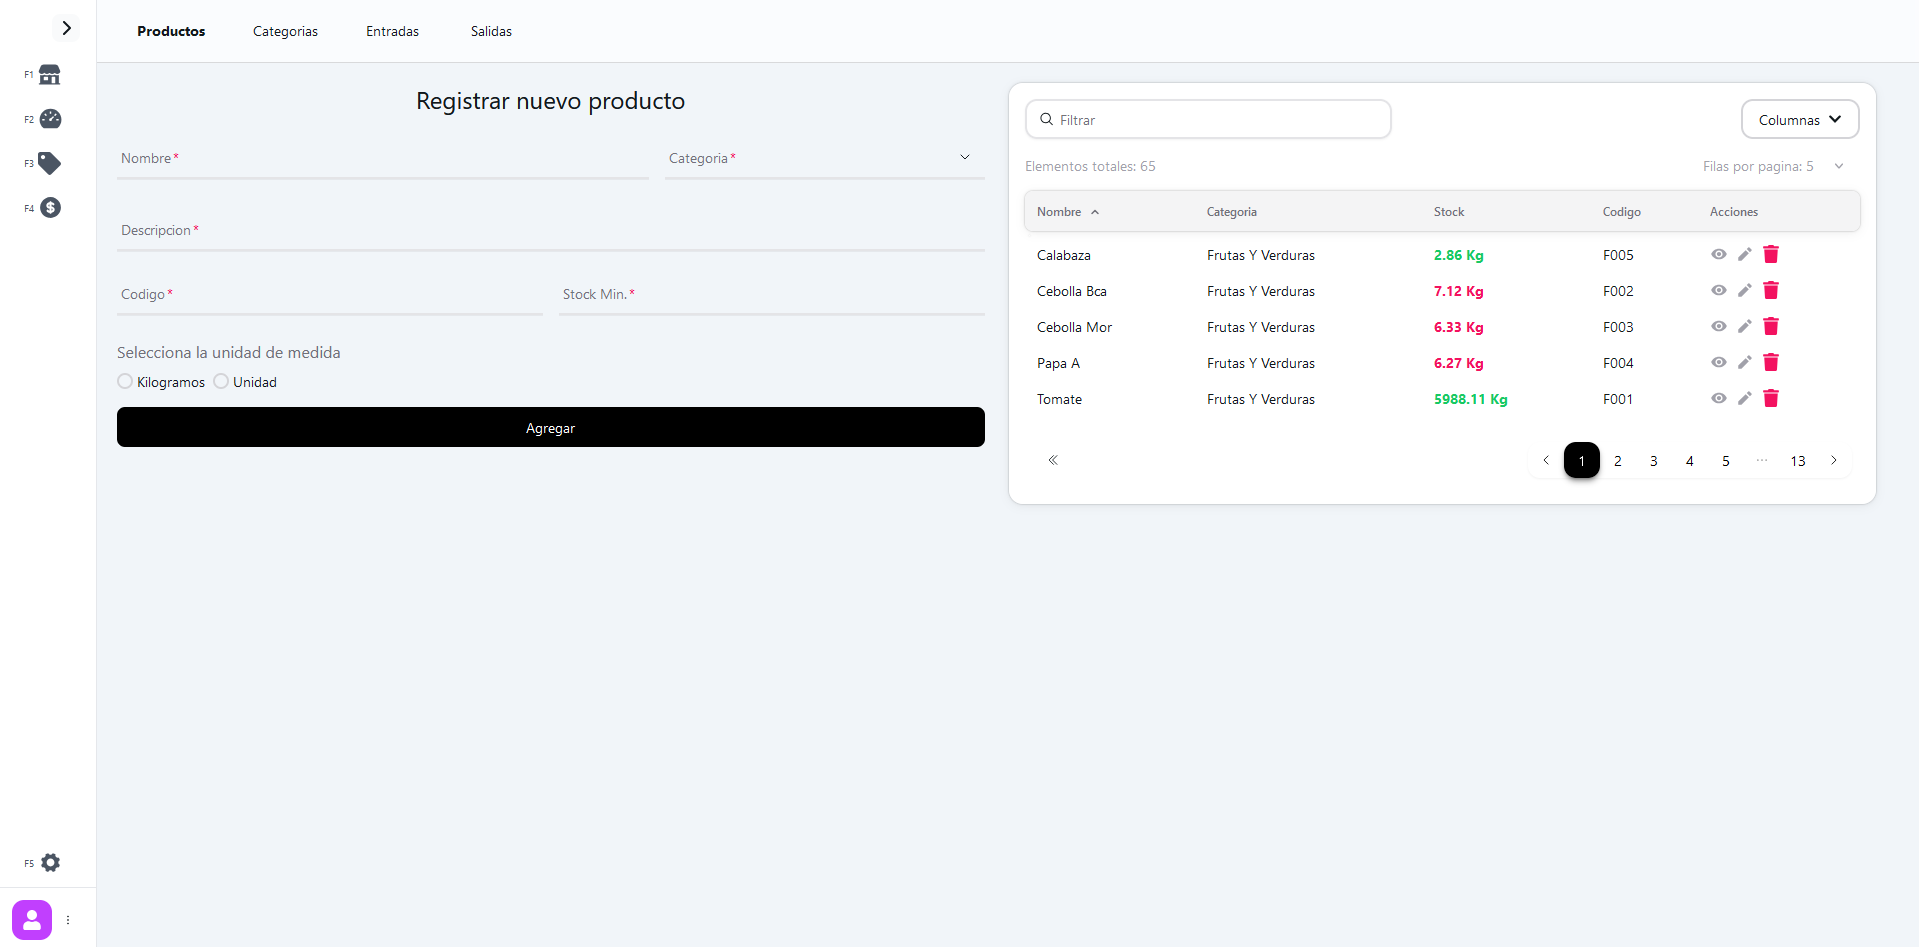 Productos Categorias Entradas Salidas
F1
F2
F3
F4
F5
Registrar nuevo producto
Nombre* Categoria*
Descripcion*
Codigo* Stock Min.*
Selecciona la unidad de medida
Kilogramos Unidad
Agregar
Filtrar Columnas
Elementos totales: 65 Filas por pagina: 5
Nombre Categoria Stock Codigo Acciones
Calabaza Frutas Y Verduras 2.86 Kg F005
Cebolla Bca Frutas Y Verduras 7.12 Kg F002
Cebolla Mor Frutas Y Verduras 6.33 Kg F003
Papa A Frutas Y Verduras 6.27 Kg F004
Tomate Frutas Y Verduras 5988.11 Kg F001
1 2 3 4 5 ... 13